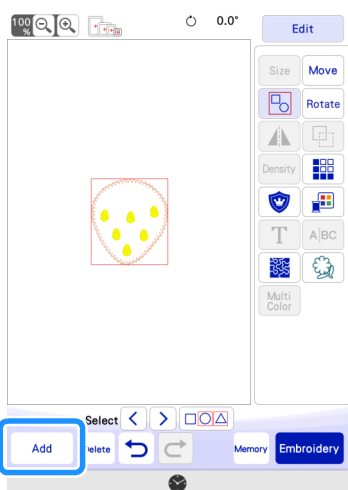 100 %
0.0°
Edit
Size Move
Rotate
Density
T A|BC
Multi
Color
Select
Add Delete Memory Embroidery